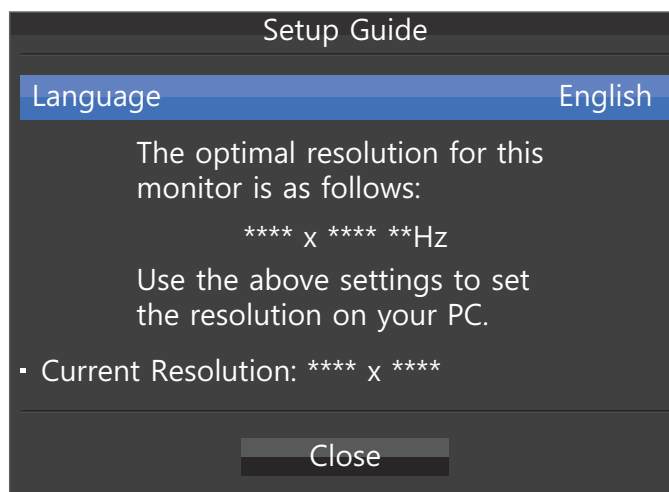 Setup Guide
Language English
The optimal resolution for this
monitor is as follows:
**** x **** **Hz
Use the above settings to set
the resolution on your PC.
Current Resolution: **** x ****
Close